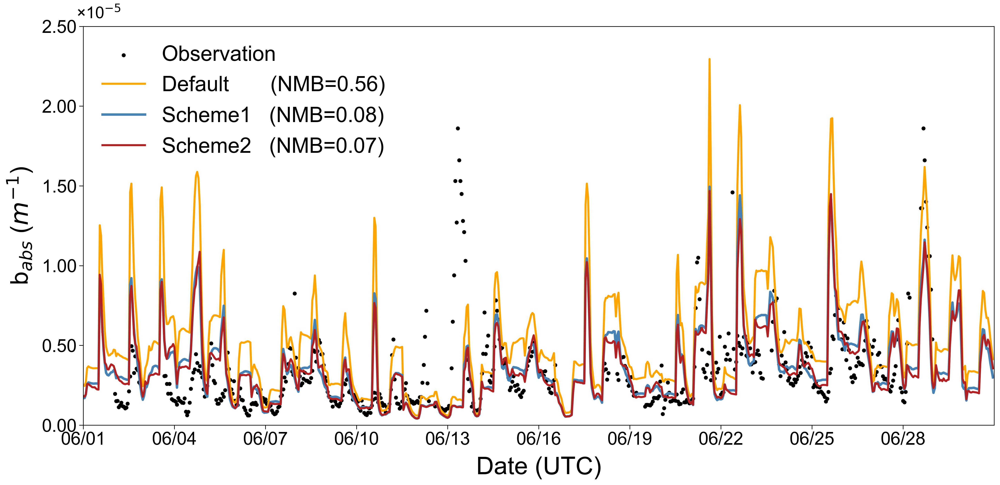 ×10⁻⁵
2.50
2.00
1.50
1.00
0.50
0.00
b_abs (m⁻¹)
Observation
Default (NMB=0.56)
Scheme1 (NMB=0.08)
Scheme2 (NMB=0.07)
06/01 06/04 06/07 06/10 06/13 06/16 06/19 06/22 06/25 06/28
Date (UTC)